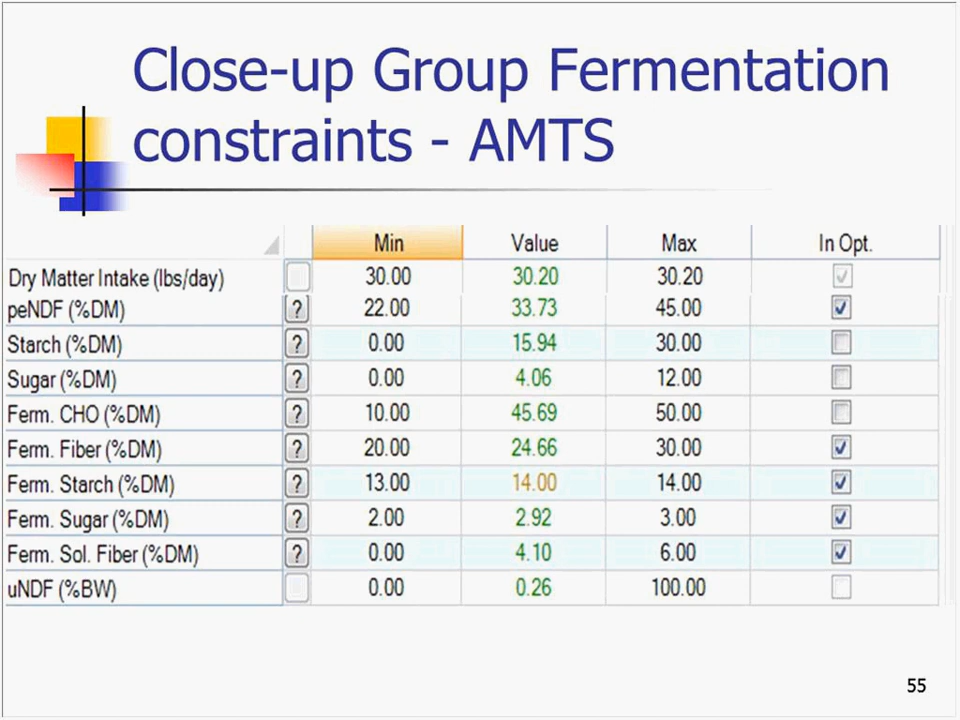 Close-up Group Fermentation
constraints - AMTS
Min Value Max In Opt.
Dry Matter Intake (lbs/day) 30.00 30.20 30.20
peNDF (%DM) ? 22.00 33.73 45.00
Starch (%DM) ? 0.00 15.94 30.00
Sugar (%DM) ? 0.00 4.06 12.00
Ferm. CHO (%DM) ? 10.00 45.69 50.00
Ferm. Fiber (%DM) ? 20.00 24.66 30.00
Ferm. Starch (%DM) ? 13.00 14.00 14.00
Ferm. Sugar (%DM) ? 2.00 2.92 3.00
Ferm. Sol. Fiber (%DM) ? 0.00 4.10 6.00
uNDF (%BW) 0.00 0.26 100.00
55